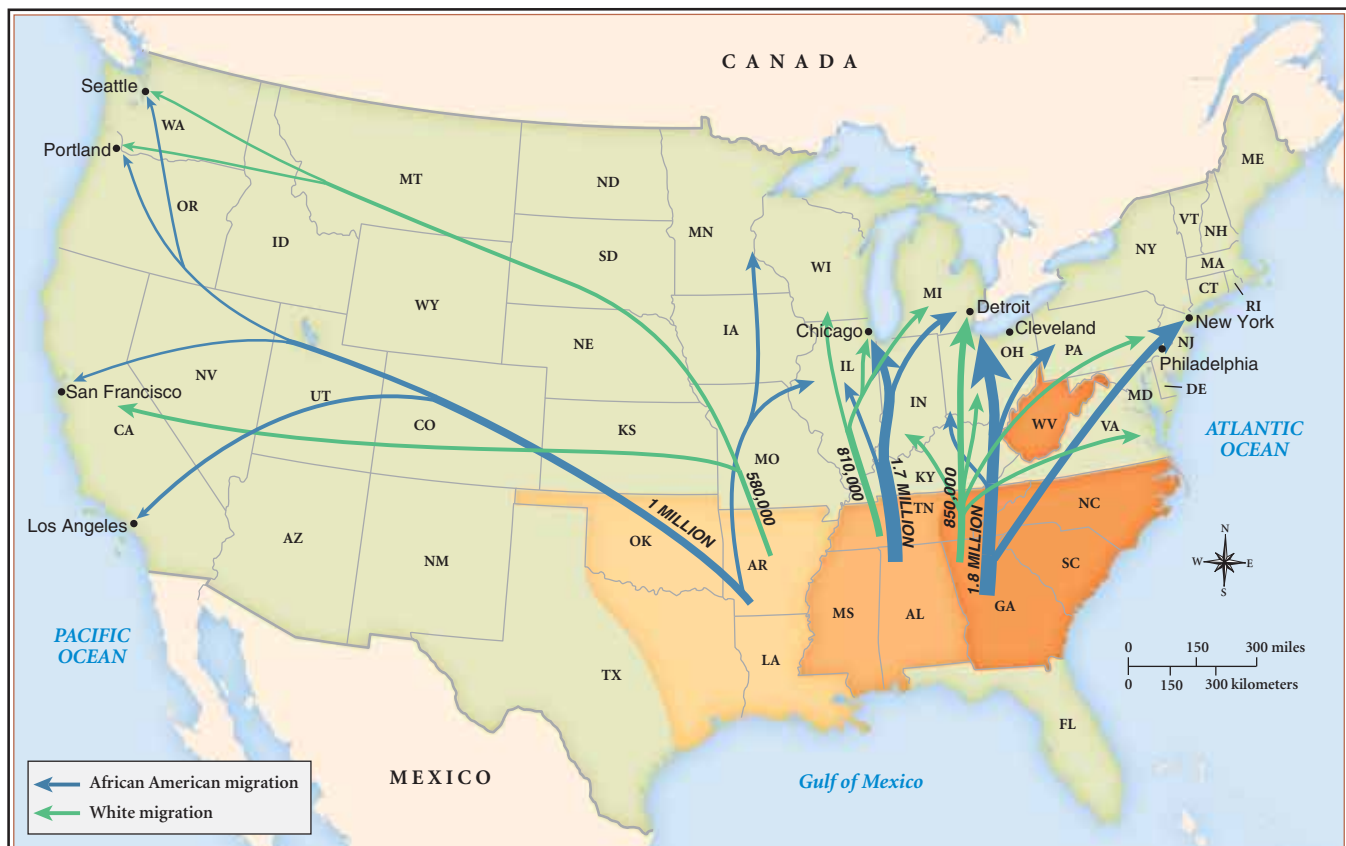 CANADA
Seattle
WA
Portland
OR
MT
ID
ND
MN
SD
WY
WI
MI
ME
VT
NH
NY
MA
CT
RI
Detroit
Chicago
Cleveland
New York
IA
NE
IL
IN
OH
PA
NJ
Philadelphia
San Francisco
CA
NV
UT
CO
KS
MO
KY
WV
VA
MD
DE
ATLANTIC
OCEAN
580,000
810,000
1.7 MILLION
850,000
1.8 MILLION
1 MILLION
Los Angeles
AZ
NM
OK
AR
TN
NC
SC
MS
AL
GA
LA
TX
FL
PACIFIC
OCEAN
N
W
E
S
0 150 300 miles
0 150 300 kilometers
MEXICO
Gulf of Mexico
African American migration
White migration